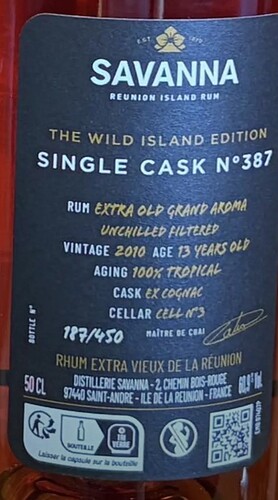 EST. 1870
SAVANNA
REUNION ISLAND RUM
THE WILD ISLAND EDITION
SINGLE CASK N°387
RUM EXTRA OLD GRAND AROMA
UNCHILLED FILTERED
VINTAGE 2010 AGE 13 YEARS OLD
AGING 100% TROPICAL
CASK EX COGNAC
CELLAR CELL N°3
BOTTLE N° 187/450 MAÎTRE DE CHAI
RHUM EXTRA VIEUX DE LA RÉUNION
50 CL
DISTILLERIE SAVANNA - 2, CHEMIN BOIS-ROUGE
97440 SAINT-ANDRÉ - ILE DE LA REUNION - FRANCE
BOUTEILLE
TRI
VERRE
Laisser la capsule sur la bouteille